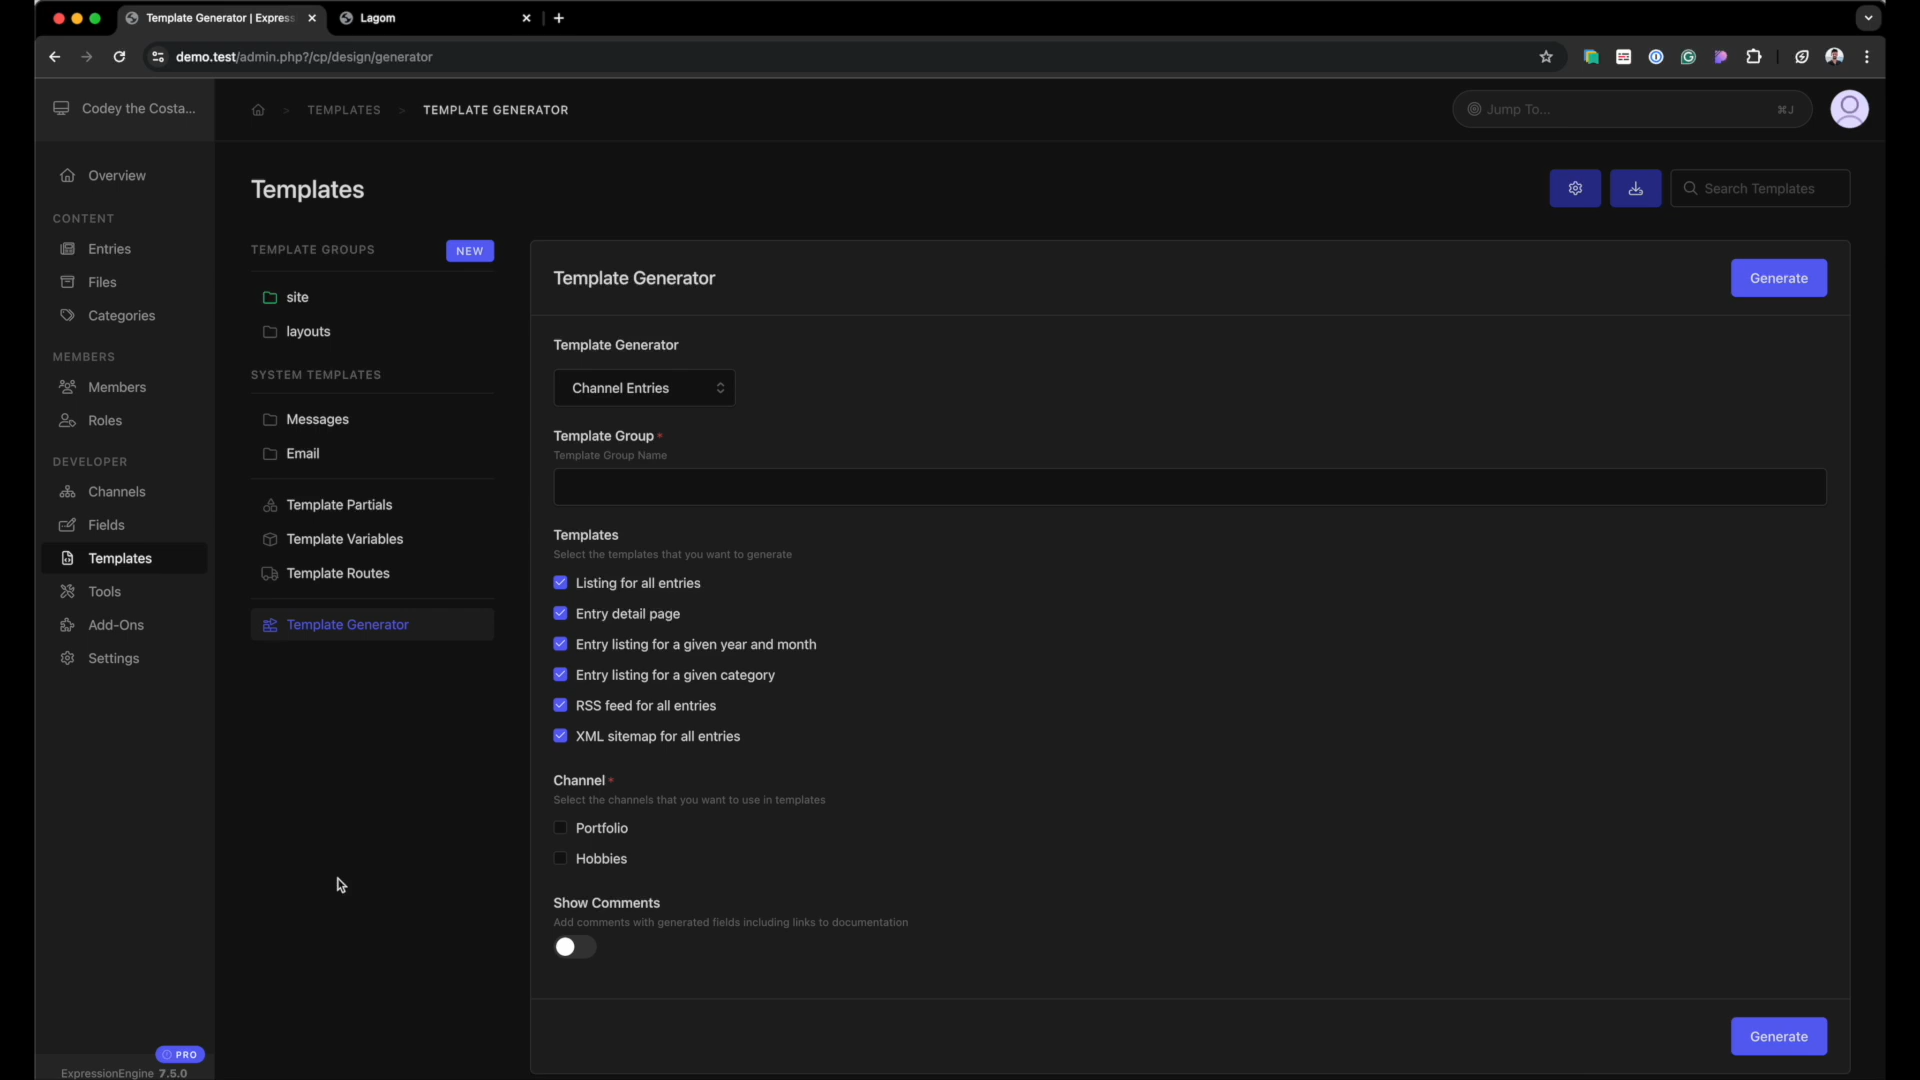 Template Generator | Express
Lagom
demo.test/admin.php?/cp/design/generator
Codey the Costa...
TEMPLATES > TEMPLATE GENERATOR
Jump To...
⌘J
Overview
CONTENT
Entries
Files
Categories
MEMBERS
Members
Roles
DEVELOPER
Channels
Fields
Templates
Tools
Add-Ons
Settings
PRO
ExpressionEngine 7.5.0
Templates
Search Templates
TEMPLATE GROUPS
NEW
site
layouts
SYSTEM TEMPLATES
Messages
Email
Template Partials
Template Variables
Template Routes
Template Generator
Template Generator
Generate
Template Generator
Channel Entries
Template Group *
Template Group Name
Templates
Select the templates that you want to generate
Listing for all entries
Entry detail page
Entry listing for a given year and month
Entry listing for a given category
RSS feed for all entries
XML sitemap for all entries
Channel *
Select the channels that you want to use in templates
Portfolio
Hobbies
Show Comments
Add comments with generated fields including links to documentation
Generate